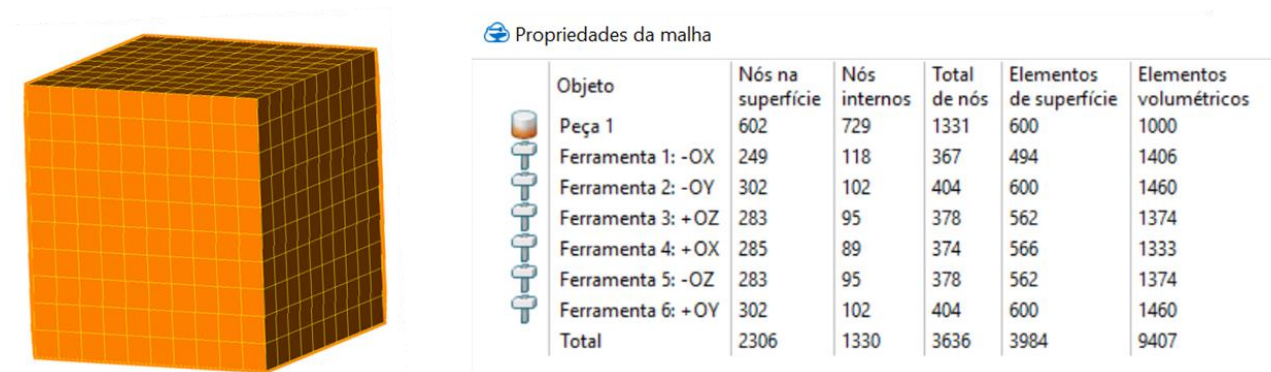 Propriedades da malha
Objeto Nós na superfície Nós internos Total de nós Elementos de superfície Elementos volumétricos
Peça 1 602 729 1331 600 1000
Ferramenta 1: -OX 249 118 367 494 1406
Ferramenta 2: -OY 302 102 404 600 1460
Ferramenta 3: +OZ 283 95 378 562 1374
Ferramenta 4: +OX 285 89 374 566 1333
Ferramenta 5: -OZ 283 95 378 562 1374
Ferramenta 6: +OY 302 102 404 600 1460
Total 2306 1330 3636 3984 9407